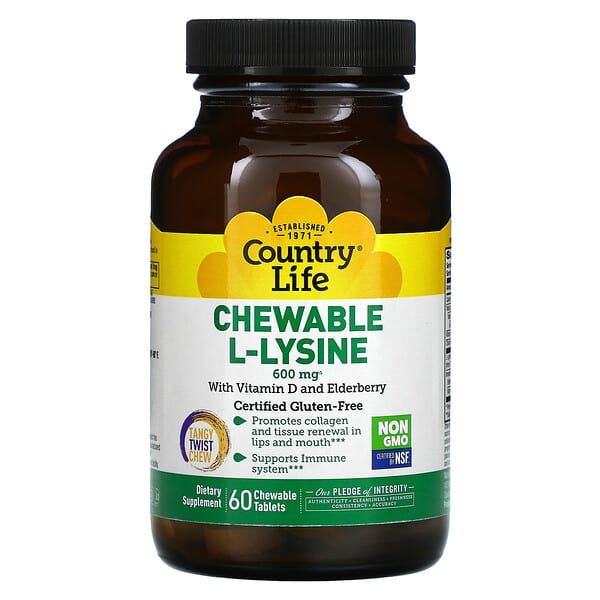 ESTABLISHED
1971
Country®
Life
CHEWABLE
L-LYSINE
600 mg∆
With Vitamin D and Elderberry
Certified Gluten-Free
• Promotes collagen
and tissue renewal in
lips and mouth***
• Supports Immune
system***
TANGY
TWIST
CHEW
NON
GMO
CERTIFIED
BY NSF
Dietary
Supplement
60 Chewable
Tablets
Our PLEDGE of INTEGRITY
AUTHENTICITY • CLEANLINESS • FRESHNESS
CONSISTENCY • ACCURACY